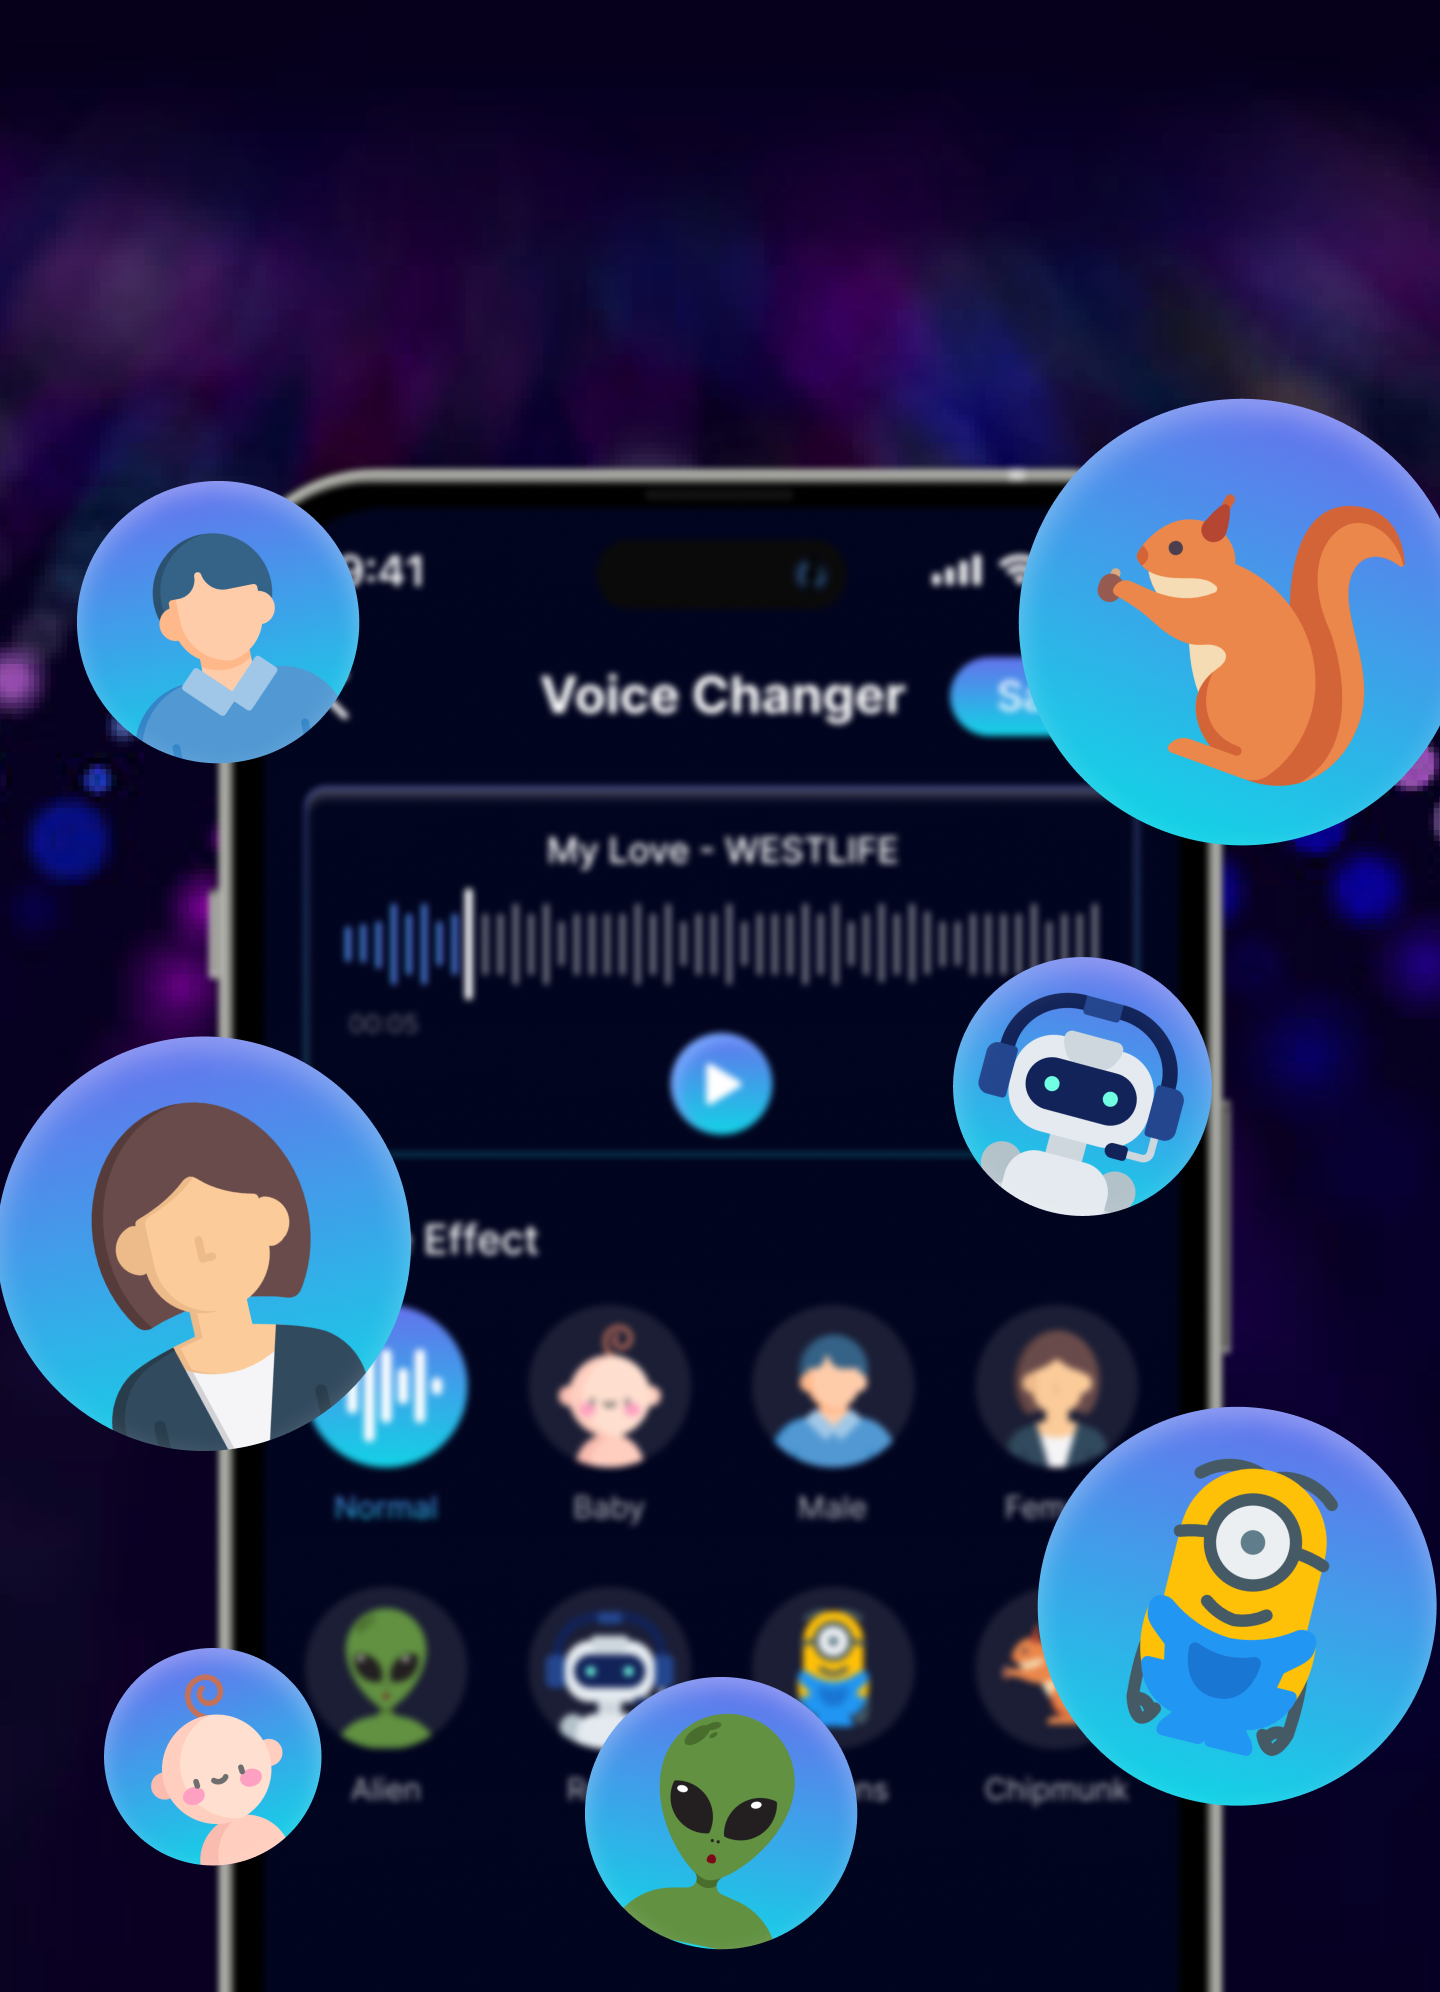 9:41
Voice Changer
Sa
My Love - WESTLIFE
00:05
Effect
Normal
Baby
Male
Fem
Alien
R
ns
Chipmunk